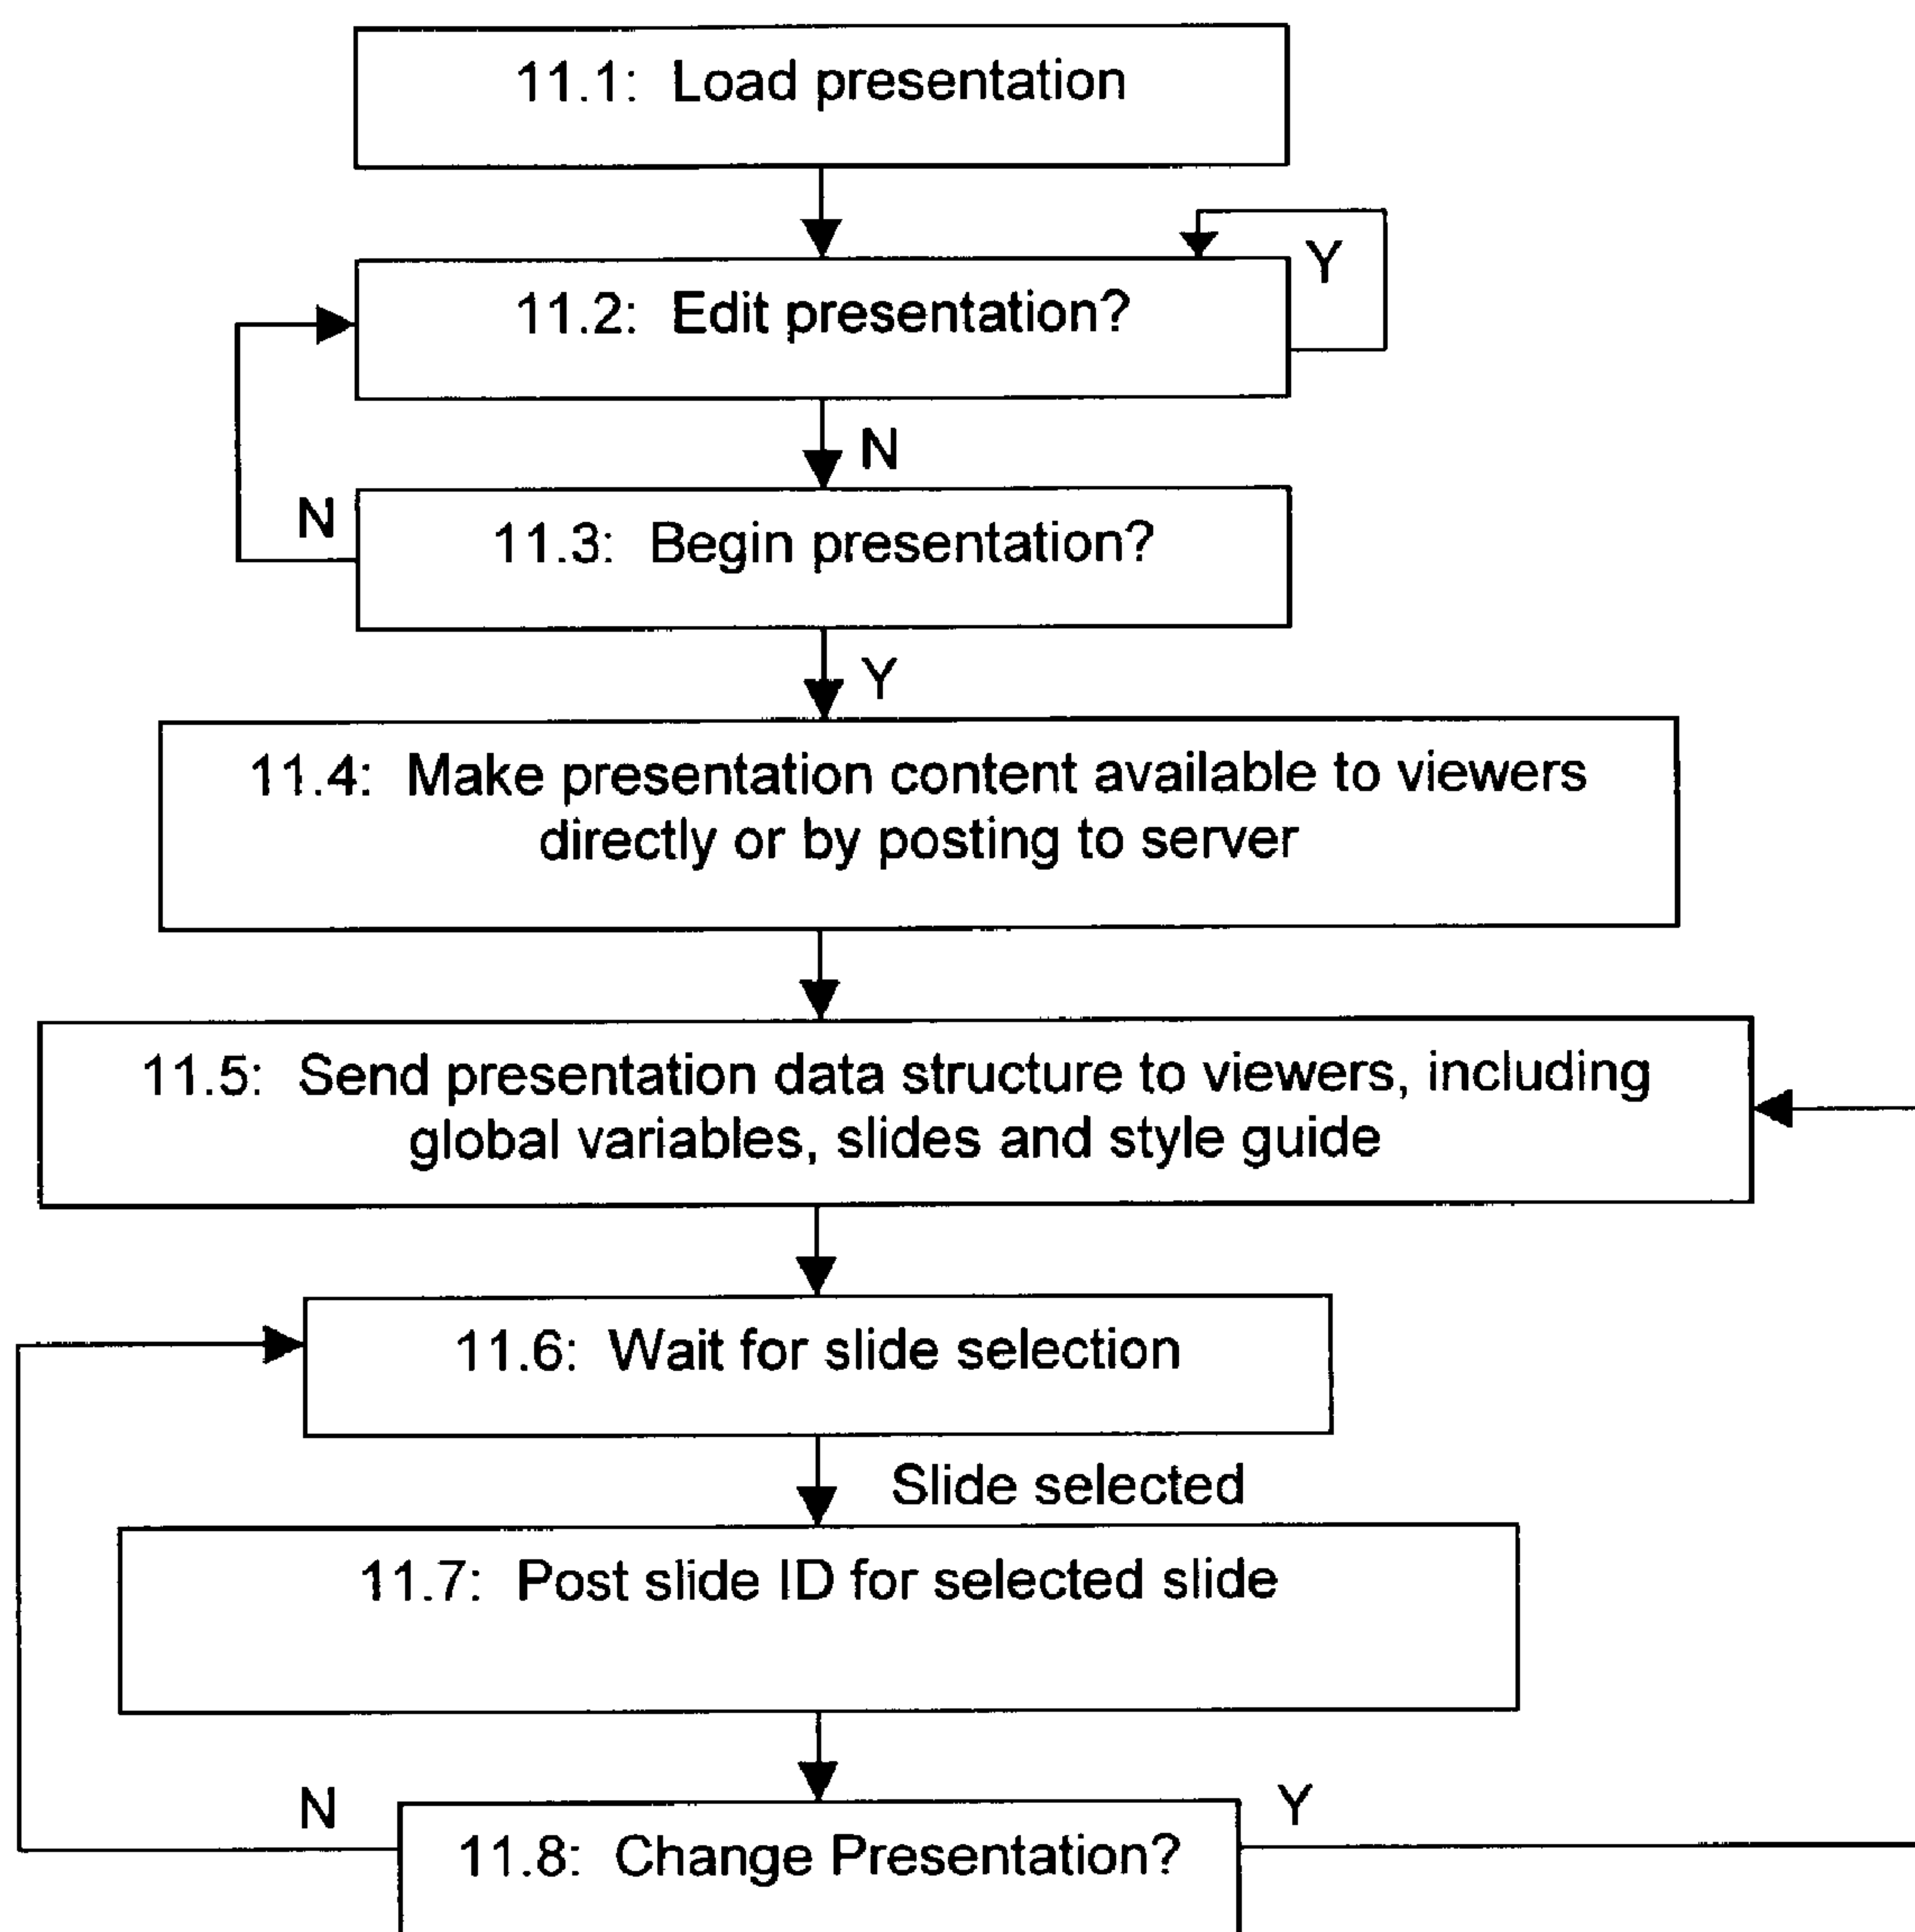 11.1: Load presentation
Y
11.2: Edit presentation?
N
N
11.3: Begin presentation?
Y
11.4: Make presentation content available to viewers
directly or by posting to server
11.5: Send presentation data structure to viewers, including
global variables, slides and style guide
11.6: Wait for slide selection
Slide selected
11.7: Post slide ID for selected slide
N
Y
11.8: Change Presentation?